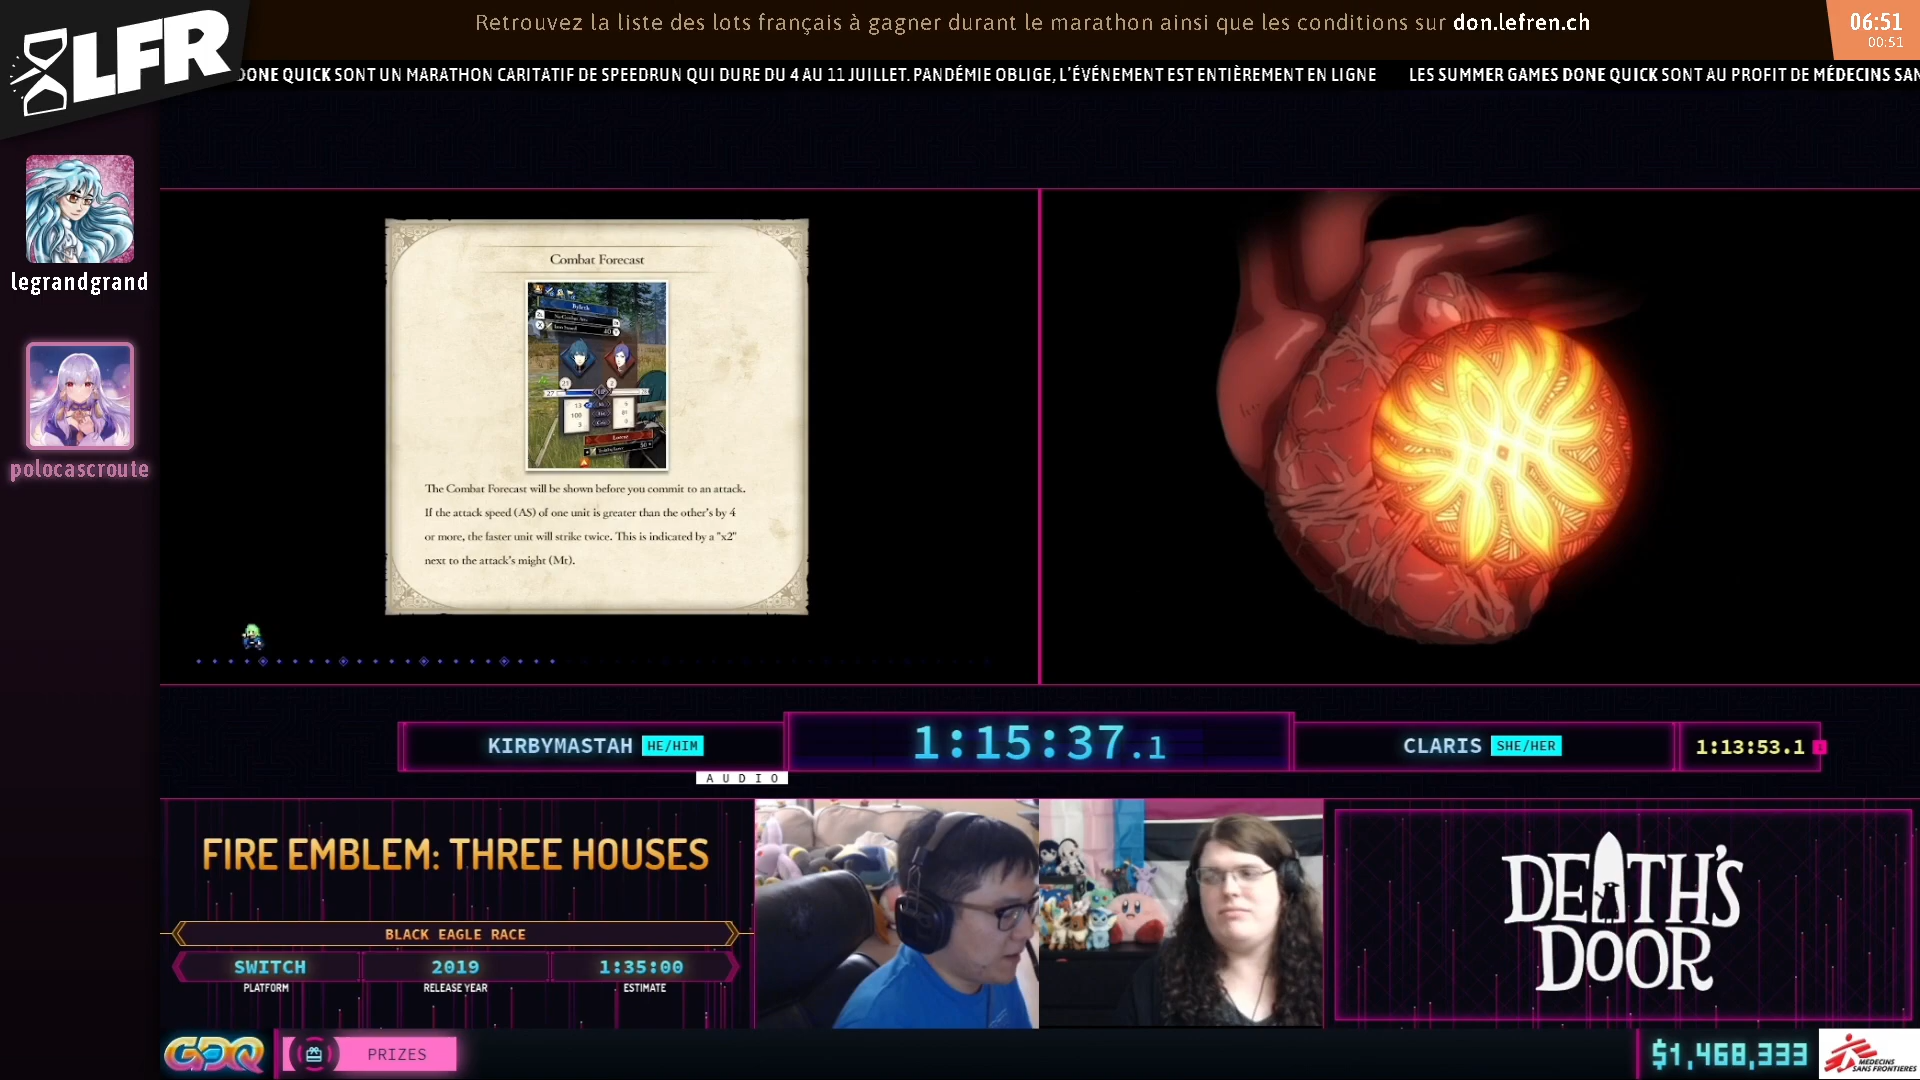 LFR
Retrouvez la liste des lots français à gagner durant le marathon ainsi que les conditions sur don.lefren.ch
06:51
00:51
DONE QUICK SONT UN MARATHON CARITATIF DE SPEEDRUN QUI DURE DU 4 AU 11 JUILLET. PANDÉMIE OBLIGE, L'ÉVÉNEMENT EST ENTIÈREMENT EN LIGNE LES SUMMER GAMES DONE QUICK SONT AU PROFIT DE MÉDECINS SAN
legrandgrand
polocascroute
Combat Forecast
Byleth
The Combat Forecast will be shown before you commit to an attack.
If the attack speed (AS) of one unit is greater than the other's by 4
or more, the faster unit will strike twice. This is indicated by a "x2"
next to the attack's might (Mt).
KIRBYMASTAH HE/HIM
1:15:37.1
CLARIS SHE/HER
1:13:53.1
AUDIO
FIRE EMBLEM: THREE HOUSES
BLACK EAGLE RACE
SWITCH 2019 1:35:00
PLATFORM RELEASE YEAR ESTIMATE
DEATH'S
DOOR
GDQ
PRIZES
$1,468,333
MEDECINS
SANS FRONTIERES